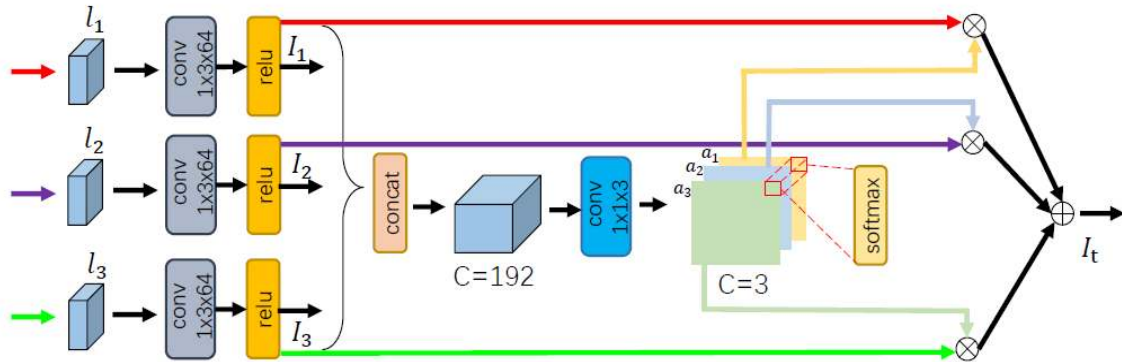 l₁
conv
1x3x64
relu
I₁
l₂
conv
1x3x64
relu
I₂
l₃
conv
1x3x64
relu
I₃
concat
C=192
conv
1x1x3
a₁
a₂
a₃
C=3
softmax
Iₜ